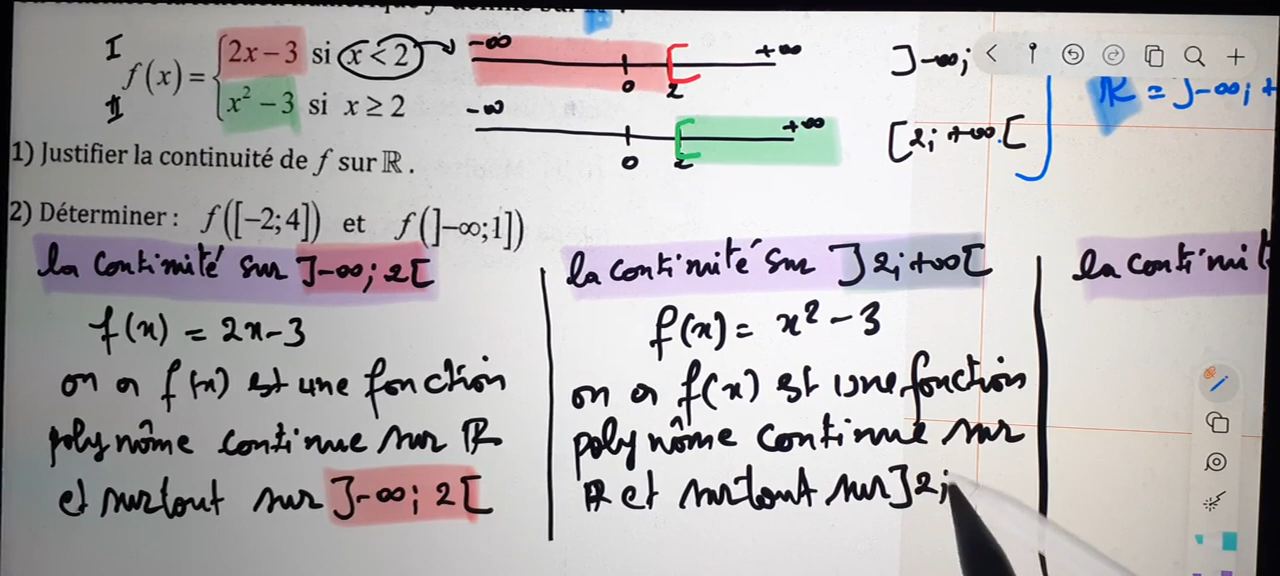 I
f(x) = { 2x − 3 si x < 2
II
x² − 3 si x ≥ 2
-∞ 0 2 +∞
-∞ 0 2 +∞
]-∞;
[2; +∞.[
ℝ = ]-∞; +
1) Justifier la continuité de f sur ℝ.
2) Déterminer : f([−2;4]) et f(]−∞;1])
la continuité sur ]-∞; 2[
f(x) = 2x-3
on a f(x) est une fonction
polynôme continue sur ℝ
et surtout sur ]-∞; 2[
la continuité sur ]2; +∞[
f(x) = x² - 3
on a f(x) est une fonction
polynôme continue sur
ℝ et surtout sur ]2;
la continuit